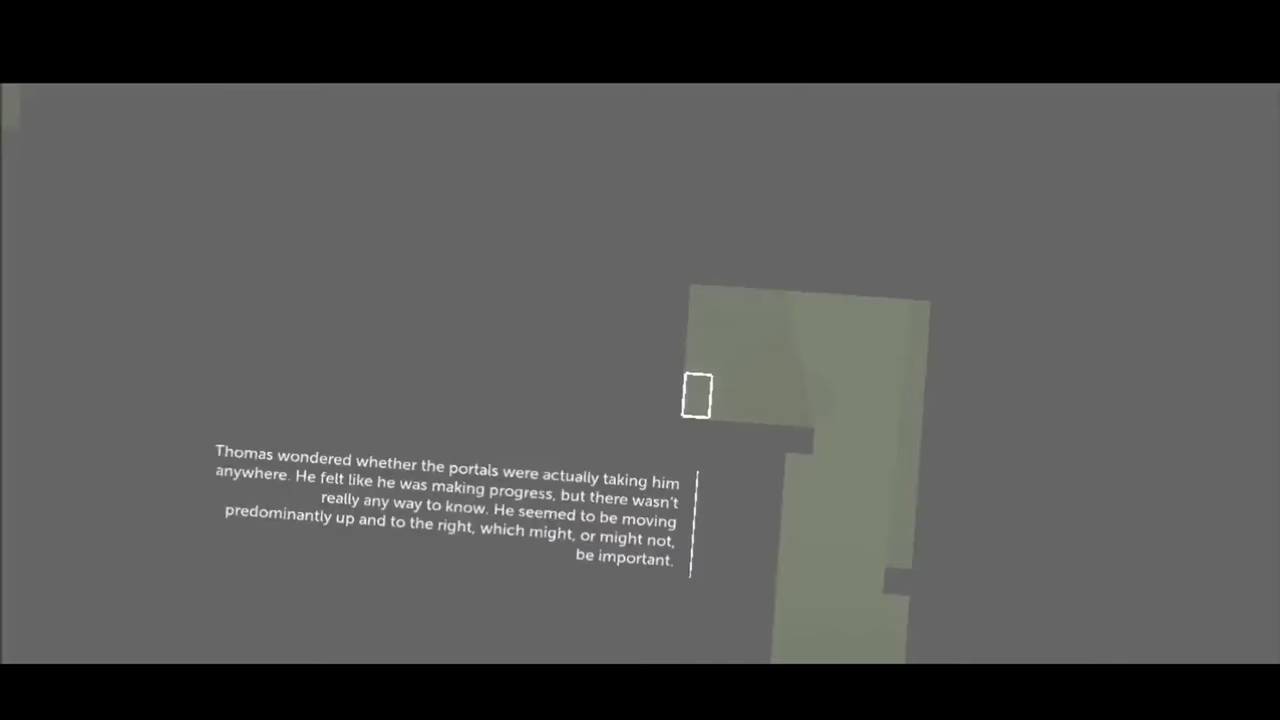 Thomas wondered whether the portals were actually taking him
anywhere. He felt like he was making progress, but there wasn't
really any way to know. He seemed to be moving
predominantly up and to the right, which might, or might not,
be important.